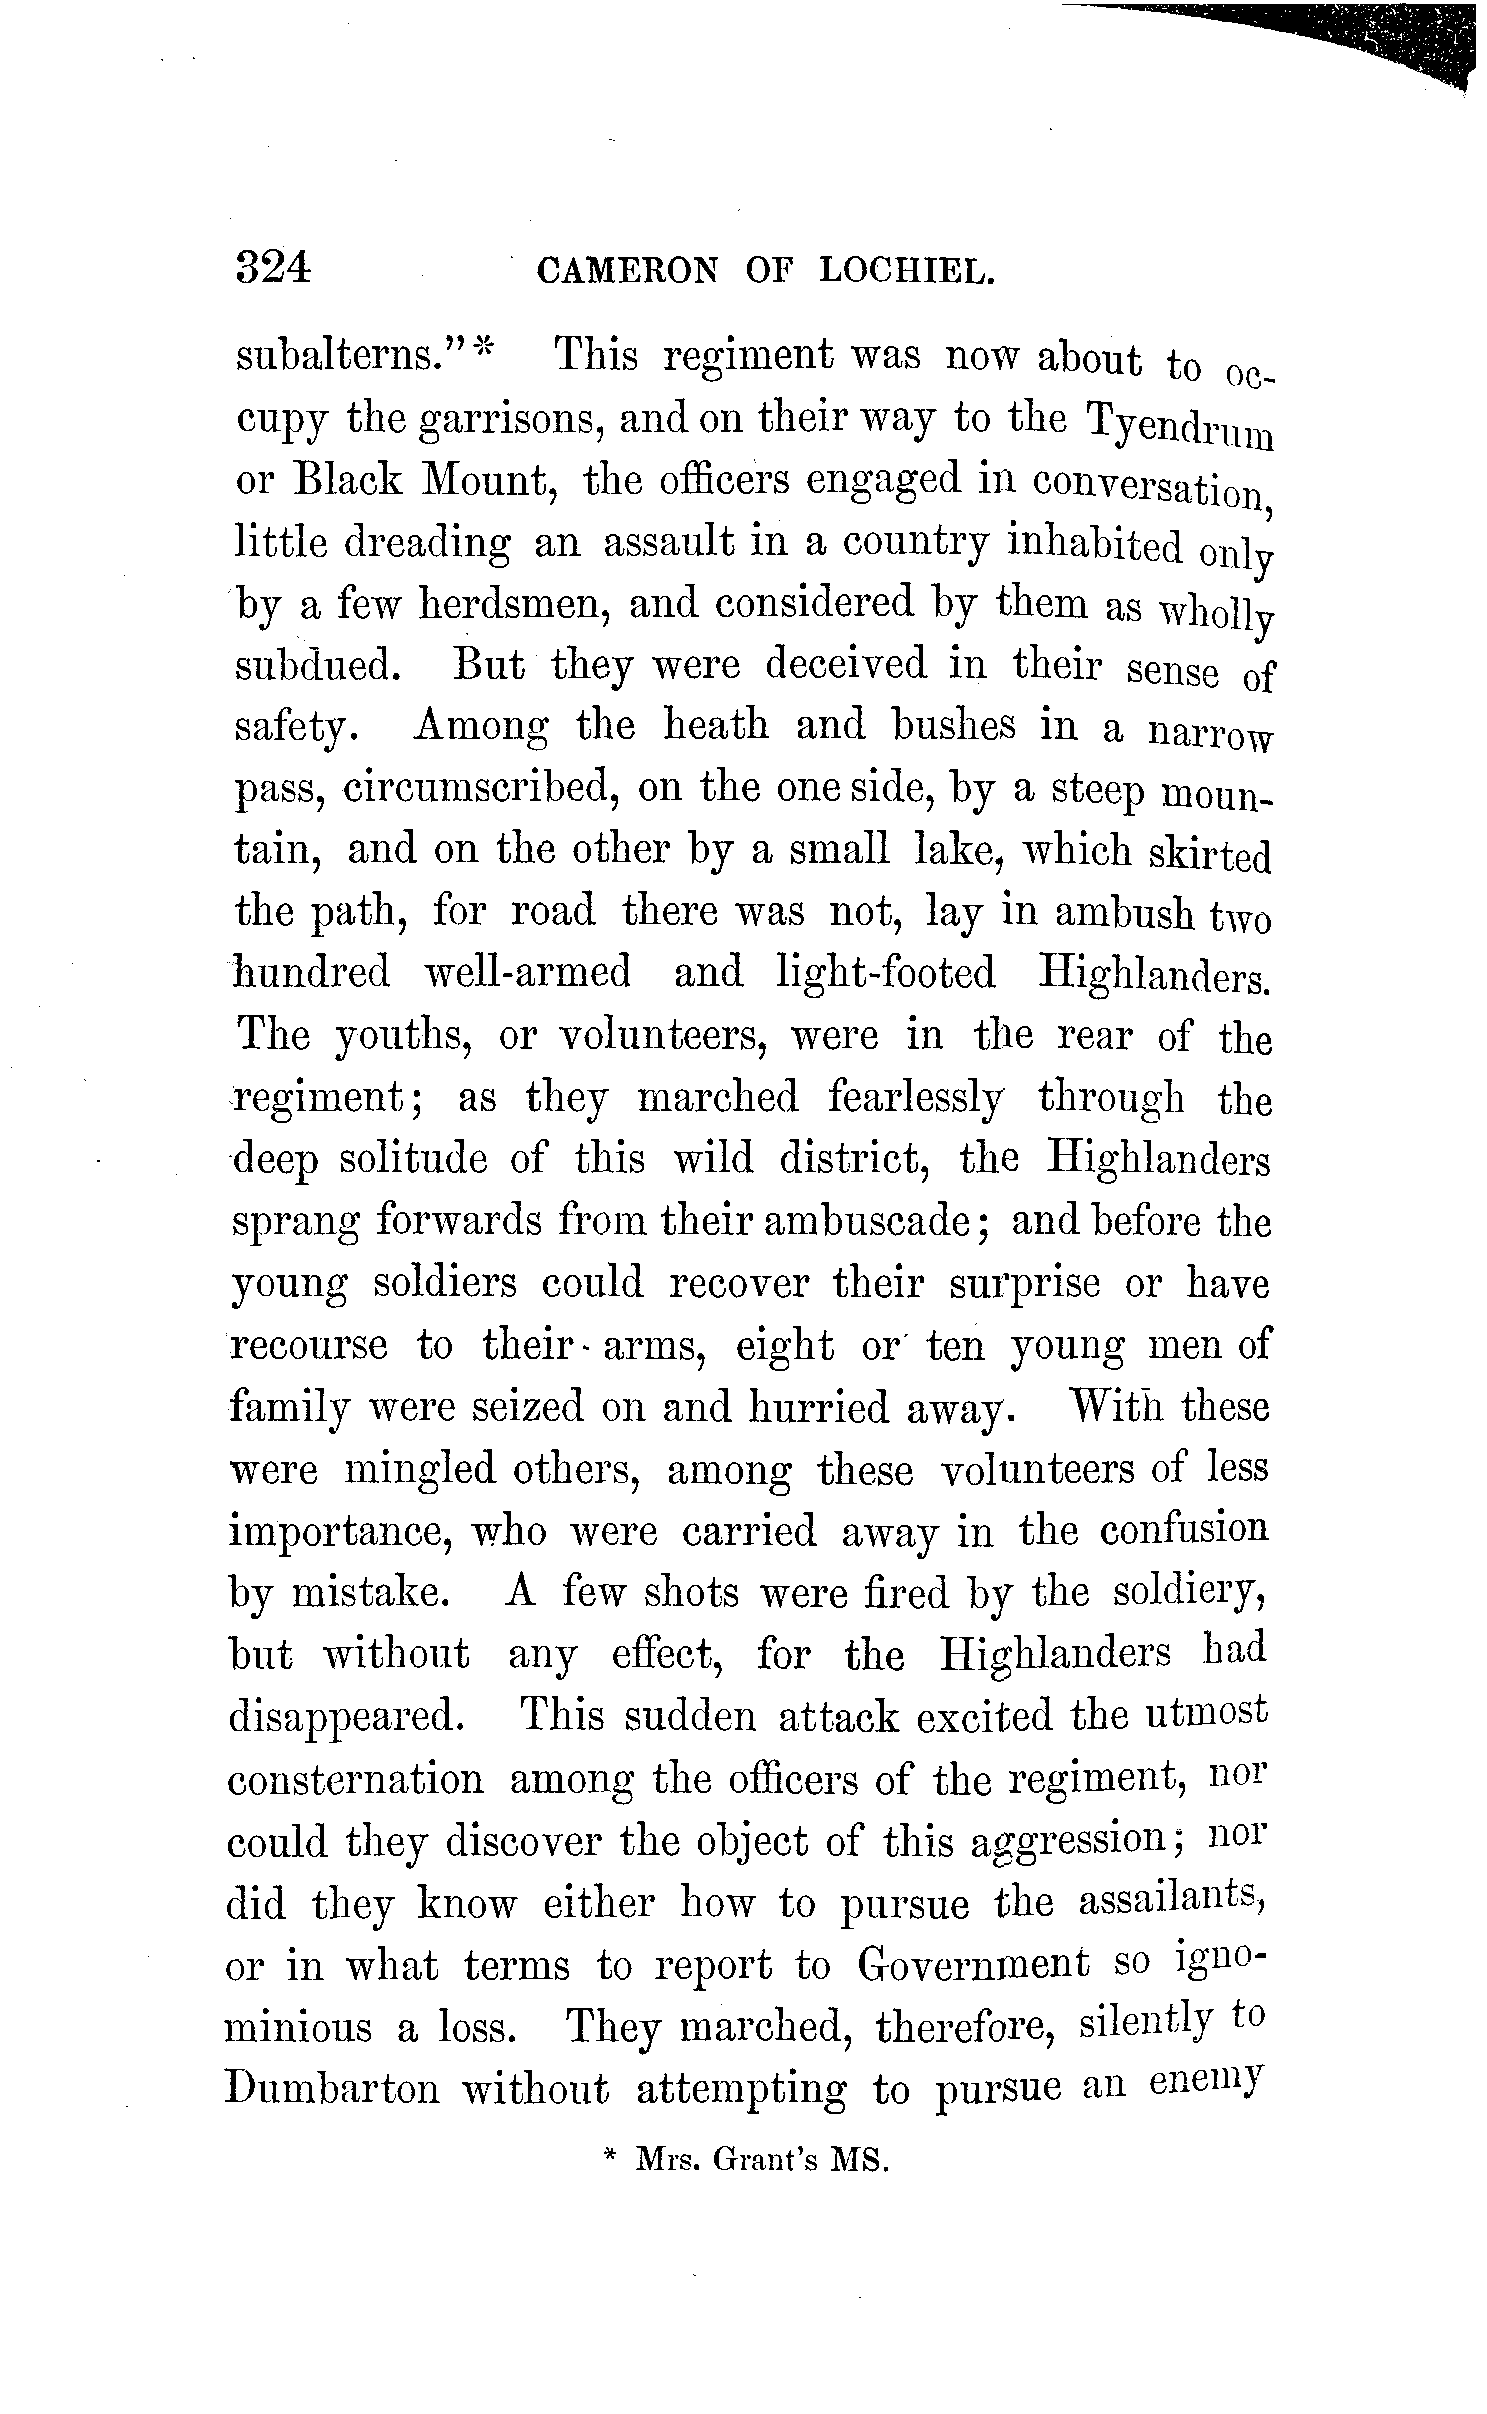 324 CAMERON OF LOCHIEL.
subalterns."* This regiment was now about to oc-
cupy the garrisons, and on their way to the Tyendrum
or Black Mount, the officers engaged in conversation,
little dreading an assault in a country inhabited only
by a few herdsmen, and considered by them as wholly
subdued. But they were deceived in their sense of
safety. Among the heath and bushes in a narrow
pass, circumscribed, on the one side, by a steep moun-
tain, and on the other by a small lake, which skirted
the path, for road there was not, lay in ambush two
hundred well-armed and light-footed Highlanders.
The youths, or volunteers, were in the rear of the
regiment; as they marched fearlessly through the
deep solitude of this wild district, the Highlanders
sprang forwards from their ambuscade; and before the
young soldiers could recover their surprise or have
recourse to their arms, eight or ten young men of
family were seized on and hurried away. With these
were mingled others, among these volunteers of less
importance, who were carried away in the confusion
by mistake. A few shots were fired by the soldiery,
but without any effect, for the Highlanders had
disappeared. This sudden attack excited the utmost
consternation among the officers of the regiment, nor
could they discover the object of this aggression; nor
did they know either how to pursue the assailants,
or in what terms to report to Government so igno-
minious a loss. They marched, therefore, silently to
Dumbarton without attempting to pursue an enemy
* Mrs. Grant's MS.